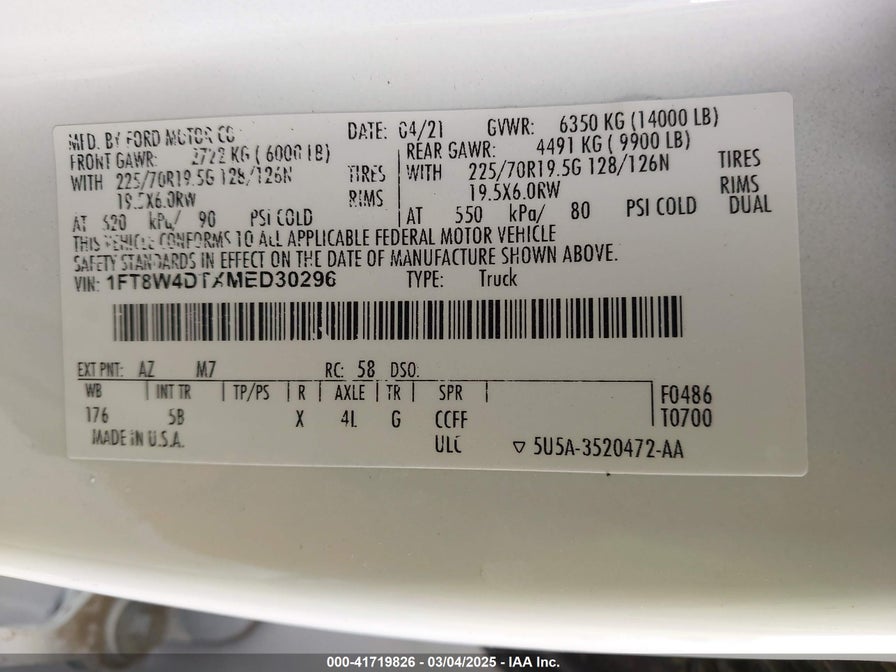 MFD. BY FORD MOTOR CO DATE: 04/21 GVWR: 6350 KG (14000 LB)
FRONT GAWR: 2722 KG (6000 LB) REAR GAWR: 4491 KG (9900 LB)
WITH 225/70R19.5G 128/126N TIRES WITH 225/70R19.5G 128/126N TIRES
19.5X6.0RW RIMS 19.5X6.0RW RIMS
AT 620 kPa/ 90 PSI COLD AT 550 kPa/ 80 PSI COLD DUAL
THIS VEHICLE CONFORMS TO ALL APPLICABLE FEDERAL MOTOR VEHICLE
SAFETY STANDARDS IN EFFECT ON THE DATE OF MANUFACTURE SHOWN ABOVE.
VIN: 1FT8W4DTXMED30296 TYPE: Truck
EXT PNT: AZ M7 RC: 58 DSO:
WB INT TR TP/PS R AXLE TR SPR F0486
176 5B X 4L G CCFF T0700
MADE IN U.S.A. ULC ▽ 5U5A-3520472-AA
000-41719826 - 03/04/2025 - IAA Inc.